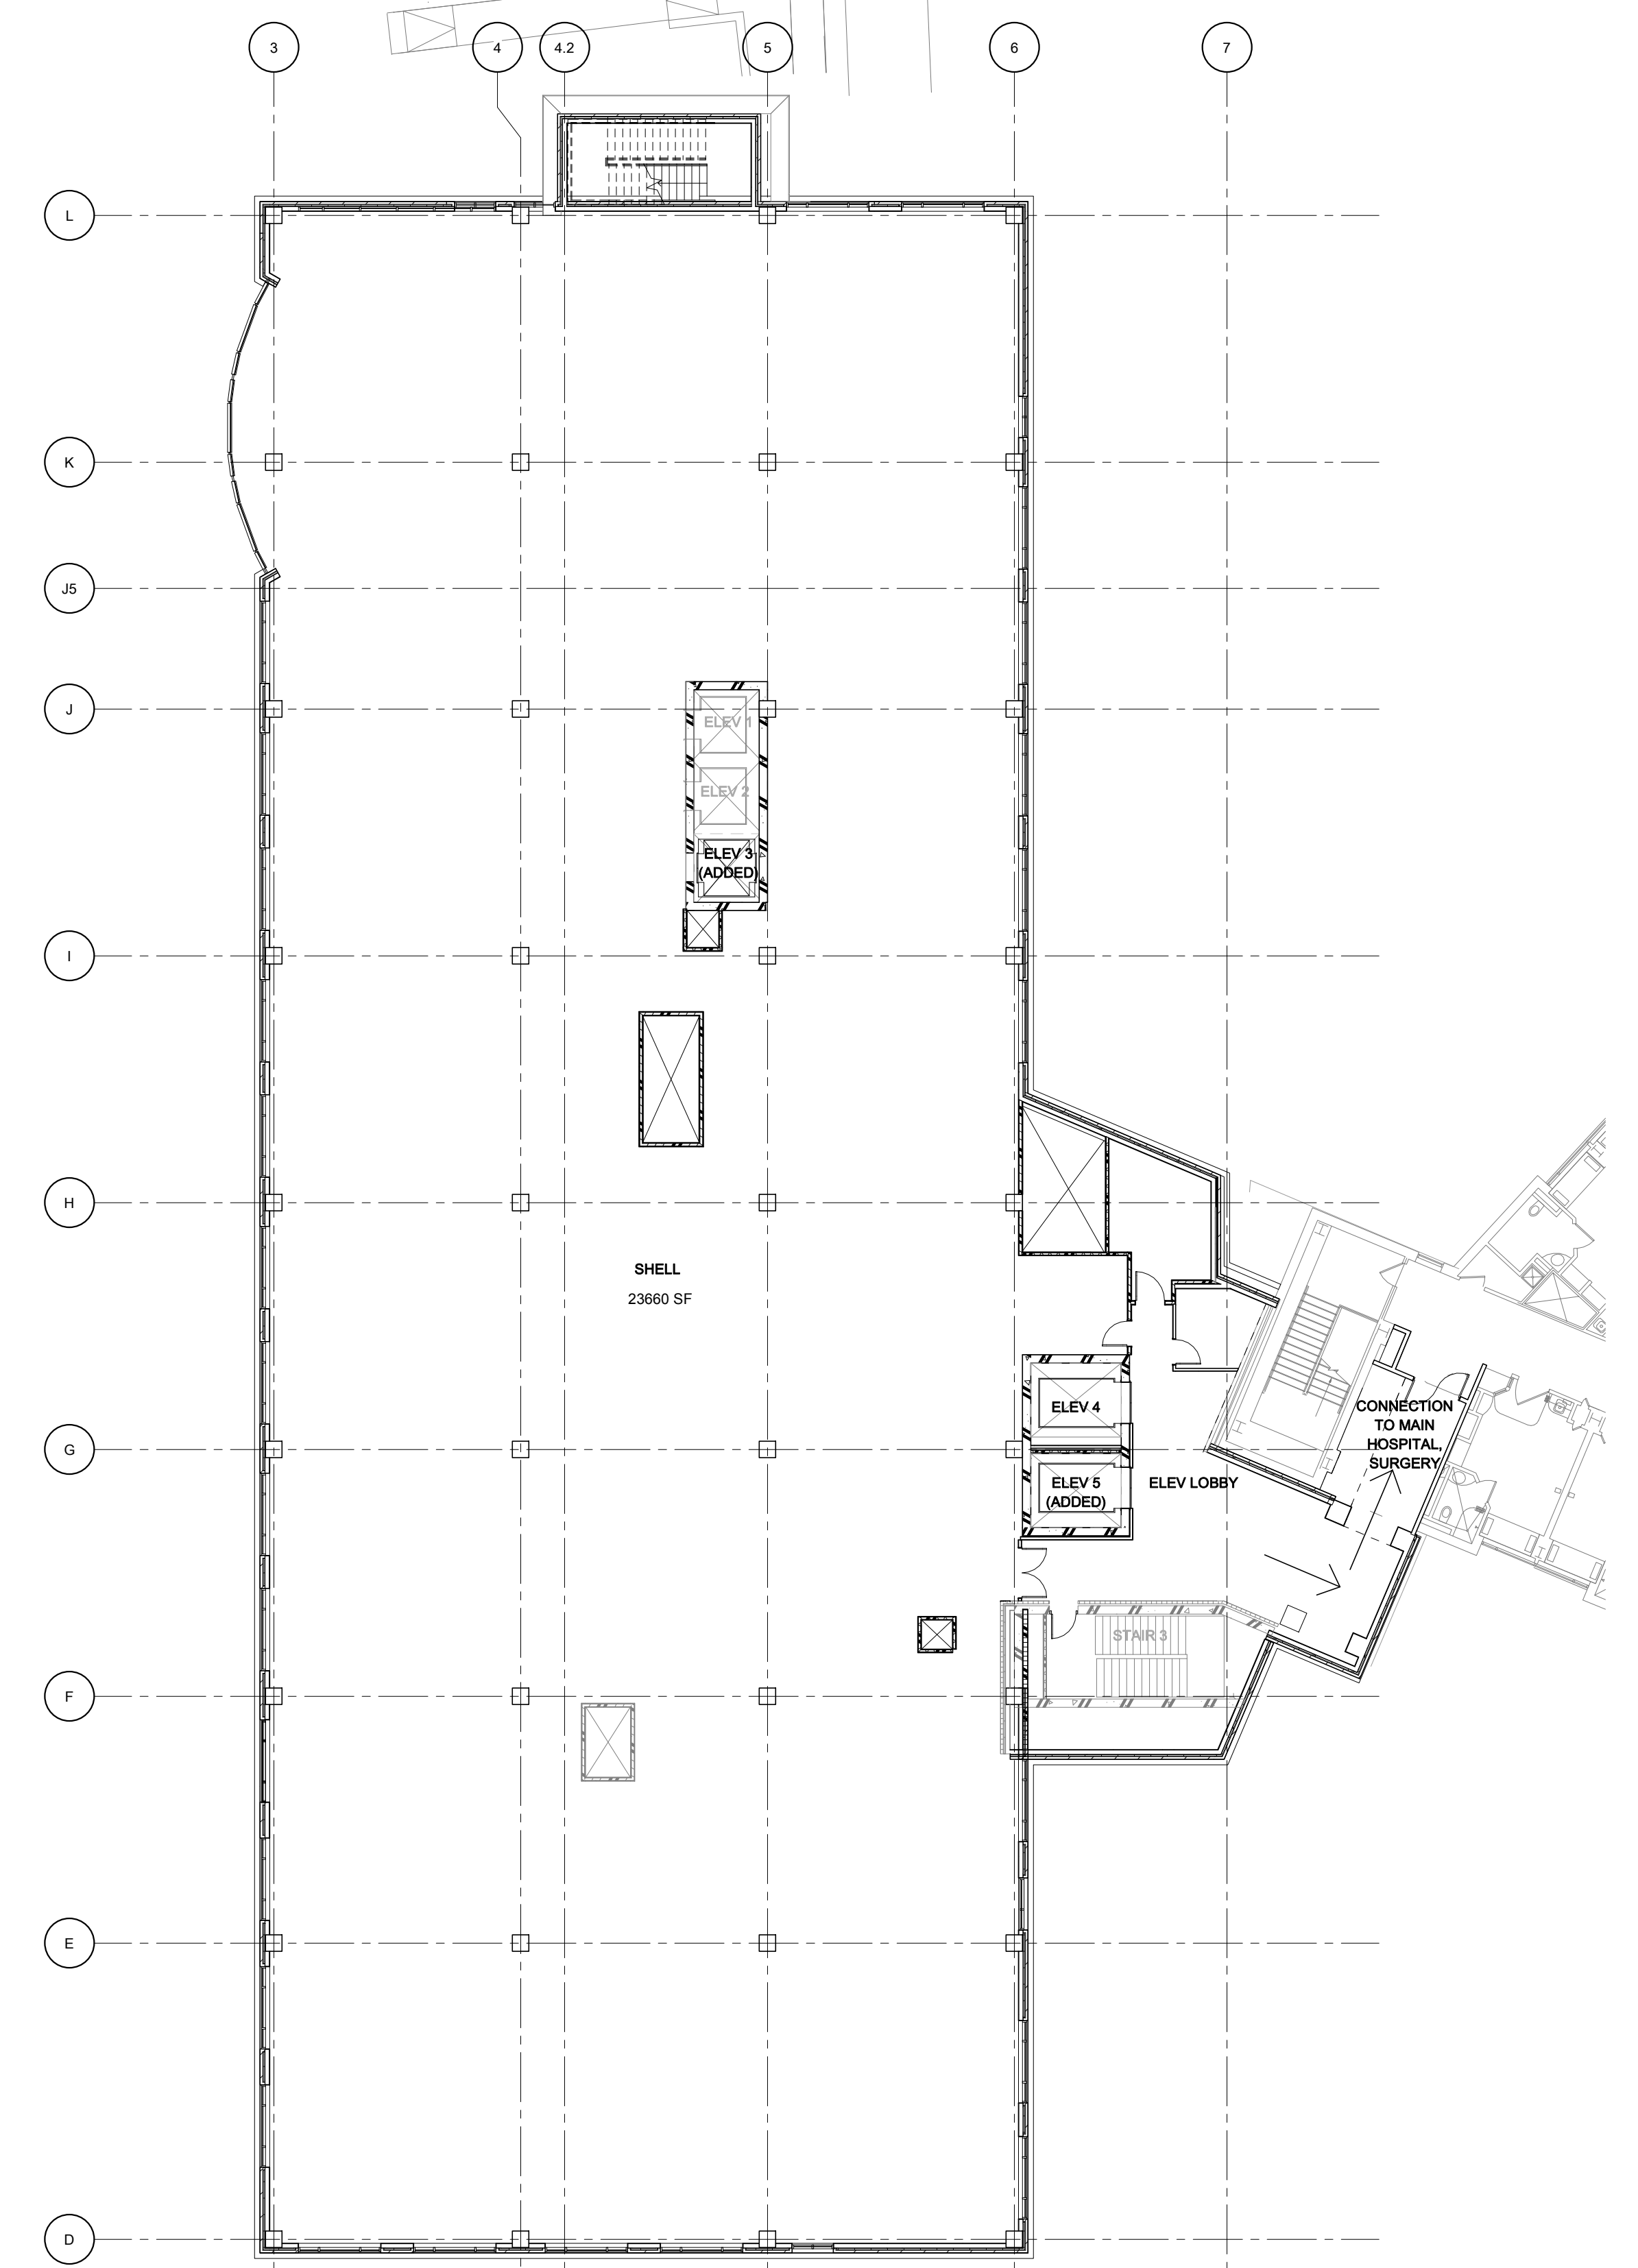 3
4
4.2
5
6
7
L
K
J5
J
ELEV 1
ELEV 2
ELEV 3
(ADDED)
I
H
SHELL
23660 SF
ELEV 4
CONNECTION
TO MAIN
HOSPITAL,
SURGERY
G
ELEV 5
(ADDED)
ELEV LOBBY
STAIR 3
F
E
D